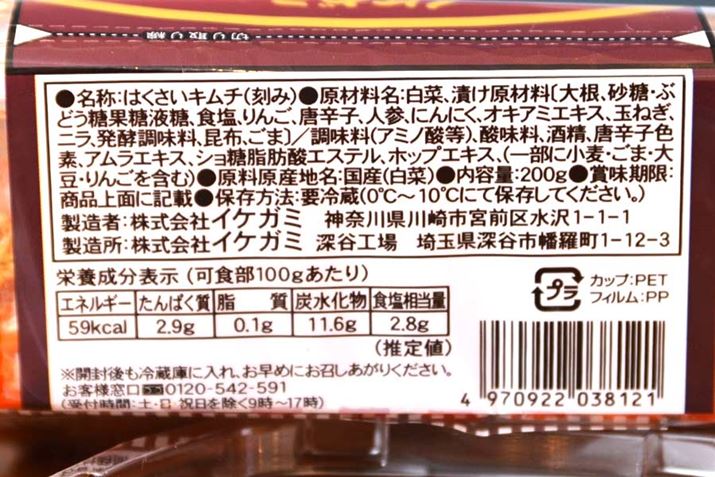 切り取り線
●名称:はくさいキムチ(刻み)●原材料名:白菜、漬け原材料〔大根、砂糖・ぶ
どう糖果糖液糖、食塩、りんご、唐辛子、人参、にんにく、オキアミエキス、玉ねぎ、
ニラ、発酵調味料、昆布、ごま〕/調味料(アミノ酸等)、酸味料、酒精、唐辛子色
素、アムラエキス、ショ糖脂肪酸エステル、ホップエキス、(一部に小麦・ごま・大
豆・りんごを含む)●原料原産地名:国産(白菜)●内容量:200g●賞味期限:
商品上面に記載●保存方法:要冷蔵(0℃〜10℃にて保存してください。)
製造者:株式会社イケガミ 神奈川県川崎市宮前区水沢1-1-1
製造所:株式会社イケガミ 深谷工場 埼玉県深谷市幡羅町1-12-3
栄養成分表示(可食部100gあたり)
エネルギー たんぱく質 脂質 炭水化物 食塩相当量
59kcal 2.9g 0.1g 11.6g 2.8g
(推定値)
プラ
カップ:PET
フィルム:PP
※開封後も冷蔵庫に入れ、お早めにお召しあがりください。
お客様窓口 0120-542-591
(受付時間:土・日・祝日を除く9時〜17時)
4 970922 038121